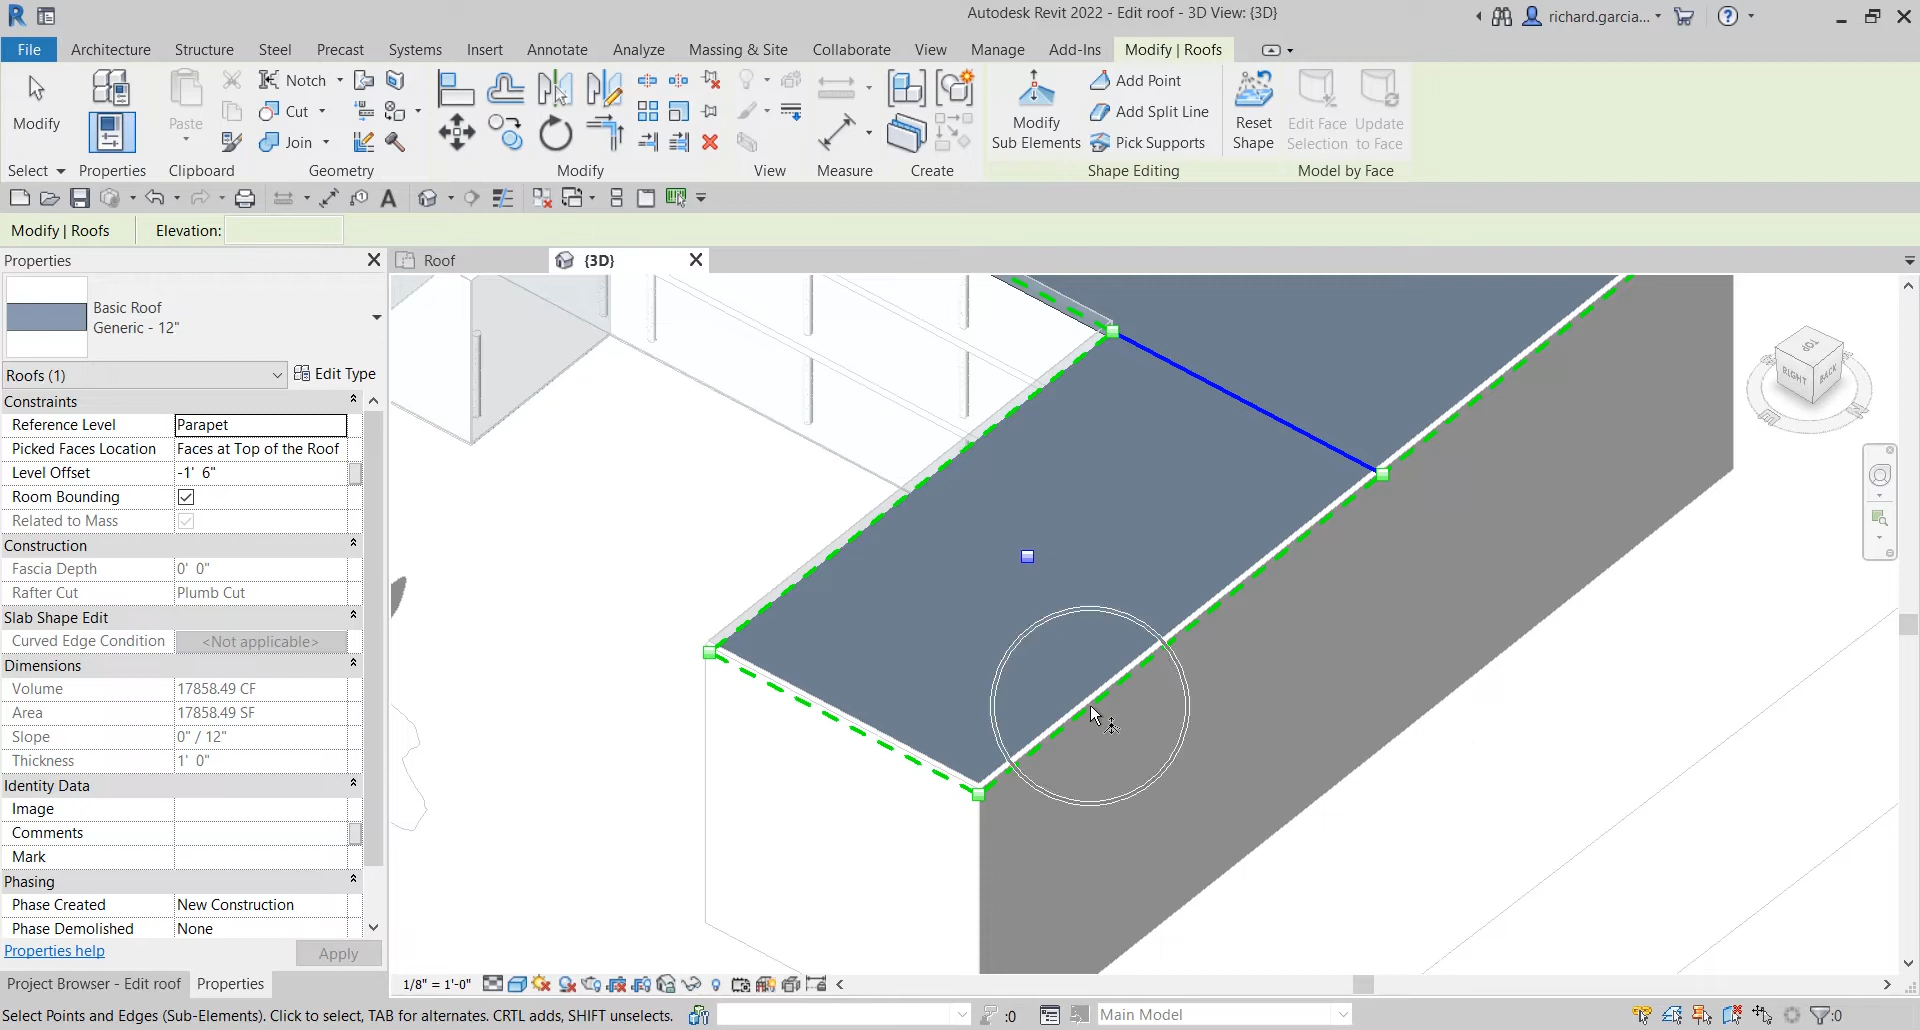 Autodesk Revit 2022 - Edit roof - 3D View: {3D}
richard.garcia...
File Architecture Structure Steel Precast Systems Insert Annotate Analyze Massing & Site Collaborate View Manage Add-Ins Modify | Roofs
Modify
Paste
Notch
Cut
Join
Modify
Sub Elements
Add Point
Add Split Line
Pick Supports
Reset
Shape
Edit Face
Selection
Update
to Face
Select Properties Clipboard Geometry Modify View Measure Create Shape Editing Model by Face
Modify | Roofs Elevation:
Properties
Roof
{3D}
Basic Roof
Generic - 12"
Roofs (1) Edit Type
Constraints
Reference Level Parapet
Picked Faces Location Faces at Top of the Roof
Level Offset -1' 6"
Room Bounding
Related to Mass
Construction
Fascia Depth 0' 0"
Rafter Cut Plumb Cut
Slab Shape Edit
Curved Edge Condition <Not applicable>
Dimensions
Volume 17858.49 CF
Area 17858.49 SF
Slope 0" / 12"
Thickness 1' 0"
Identity Data
Image
Comments
Mark
Phasing
Phase Created New Construction
Phase Demolished None
Properties help Apply
Project Browser - Edit roof Properties
TOP
RIGHT
BACK
1/8" = 1'-0"
Select Points and Edges (Sub-Elements). Click to select, TAB for alternates. CRTL adds, SHIFT unselects.
:0
Main Model
:0